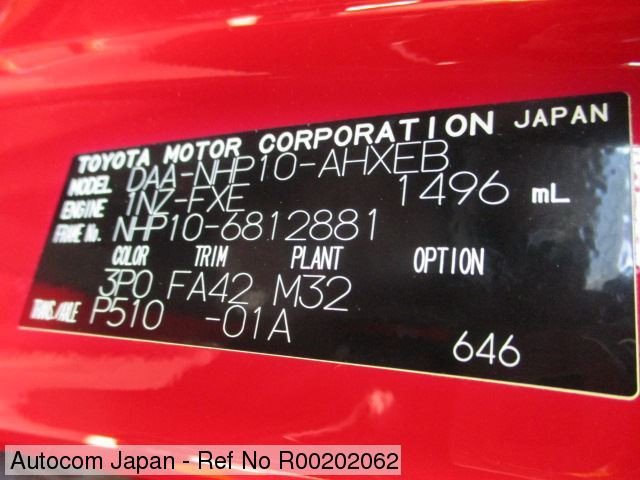 TOYOTA MOTOR CORPORATION JAPAN
MODEL DAA-NHP10-AHXEB
ENGINE 1NZ-FXE 1496 mL
FRAME No. NHP10-6812881
COLOR TRIM PLANT OPTION
3P0 FA42 M32
TRANS/AXLE P510 -01A
646
Autocom Japan - Ref No R00202062